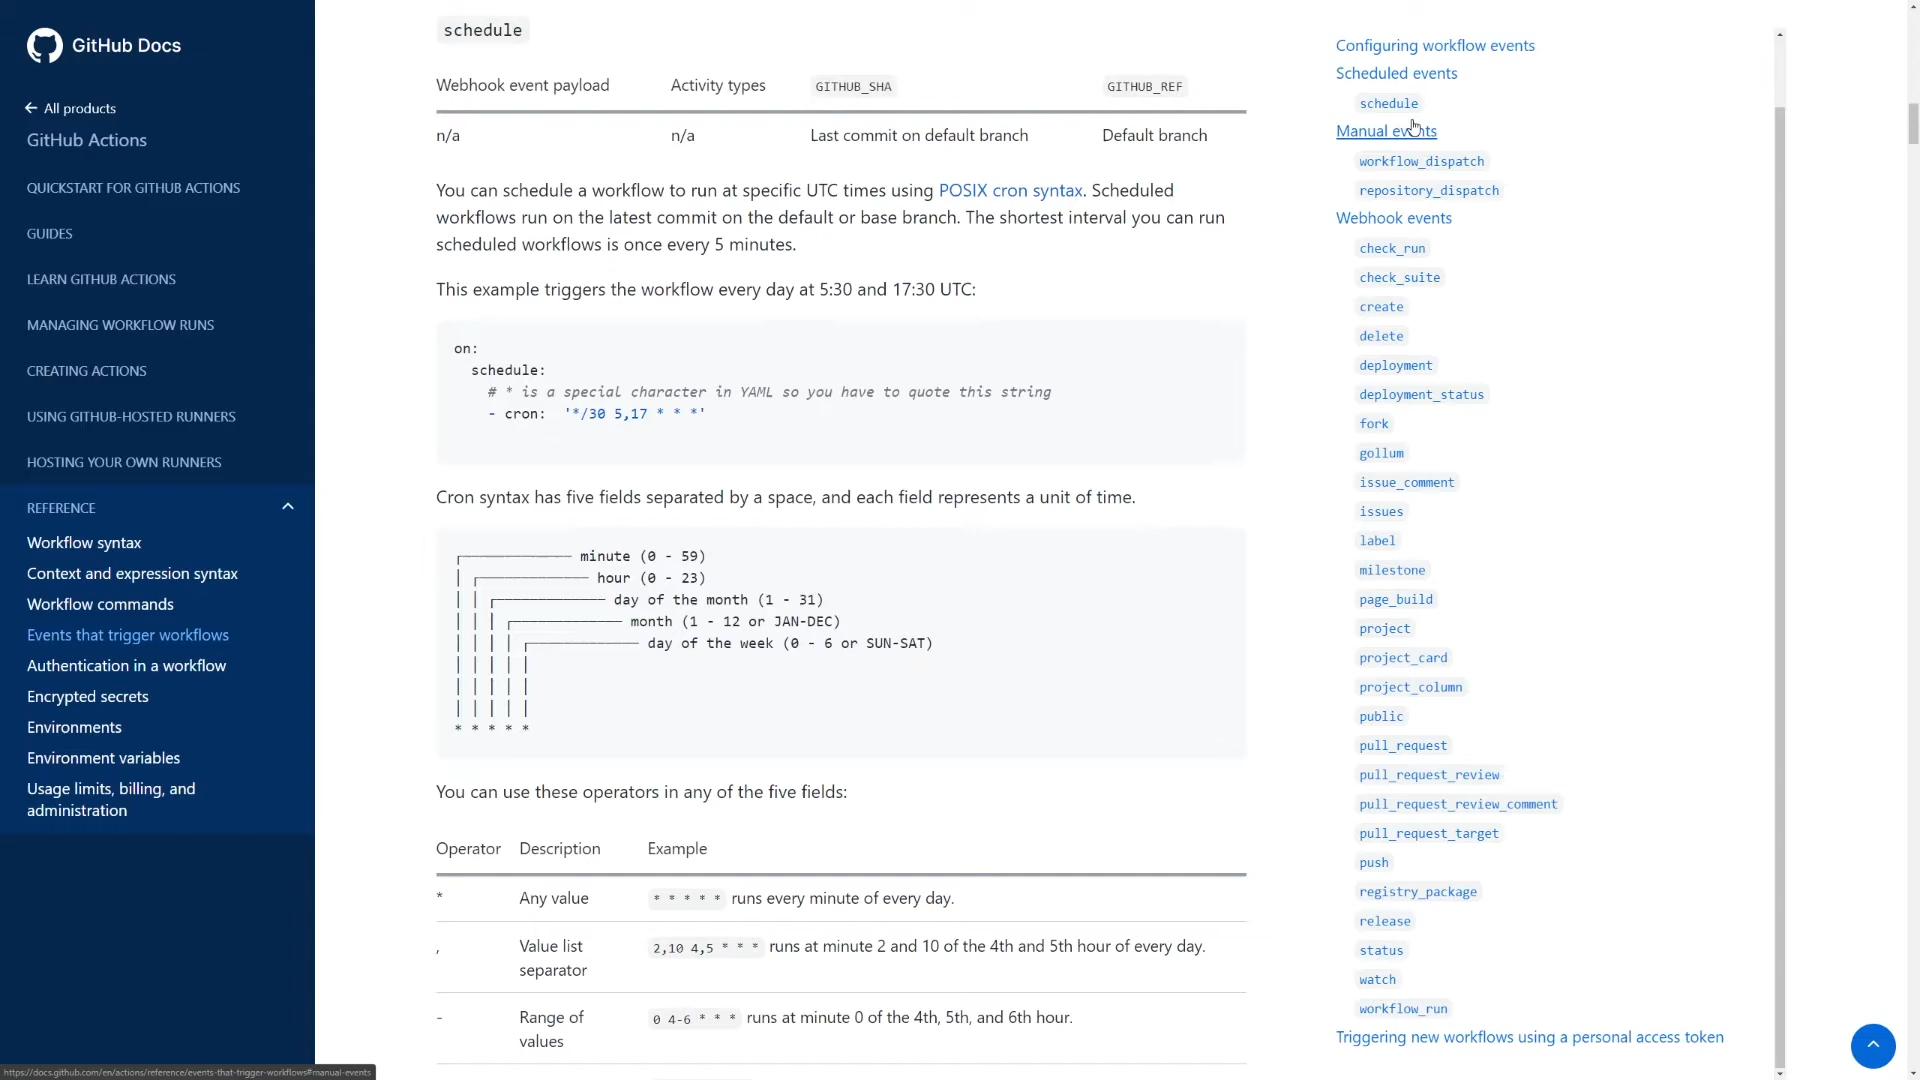 GitHub Docs
← All products
GitHub Actions
QUICKSTART FOR GITHUB ACTIONS
GUIDES
LEARN GITHUB ACTIONS
MANAGING WORKFLOW RUNS
CREATING ACTIONS
USING GITHUB-HOSTED RUNNERS
HOSTING YOUR OWN RUNNERS
REFERENCE
Workflow syntax
Context and expression syntax
Workflow commands
Events that trigger workflows
Authentication in a workflow
Encrypted secrets
Environments
Environment variables
Usage limits, billing, and
administration
https://docs.github.com/en/actions/reference/events-that-trigger-workflows#manual-events
schedule
Webhook event payload Activity types GITHUB_SHA GITHUB_REF
n/a n/a Last commit on default branch Default branch
You can schedule a workflow to run at specific UTC times using POSIX cron syntax. Scheduled
workflows run on the latest commit on the default or base branch. The shortest interval you can run
scheduled workflows is once every 5 minutes.
This example triggers the workflow every day at 5:30 and 17:30 UTC:
on:
schedule:
# * is a special character in YAML so you have to quote this string
- cron: '*/30 5,17 * * *'
Cron syntax has five fields separated by a space, and each field represents a unit of time.
minute (0 - 59)
hour (0 - 23)
day of the month (1 - 31)
month (1 - 12 or JAN-DEC)
day of the week (0 - 6 or SUN-SAT)
* * * * *
You can use these operators in any of the five fields:
Operator Description Example
* Any value * * * * * runs every minute of every day.
, Value list 2,10 4,5 * * * runs at minute 2 and 10 of the 4th and 5th hour of every day.
separator
- Range of 0 4-6 * * * runs at minute 0 of the 4th, 5th, and 6th hour.
values
Configuring workflow events
Scheduled events
schedule
Manual events
workflow_dispatch
repository_dispatch
Webhook events
check_run
check_suite
create
delete
deployment
deployment_status
fork
gollum
issue_comment
issues
label
milestone
page_build
project
project_card
project_column
public
pull_request
pull_request_review
pull_request_review_comment
pull_request_target
push
registry_package
release
status
watch
workflow_run
Triggering new workflows using a personal access token